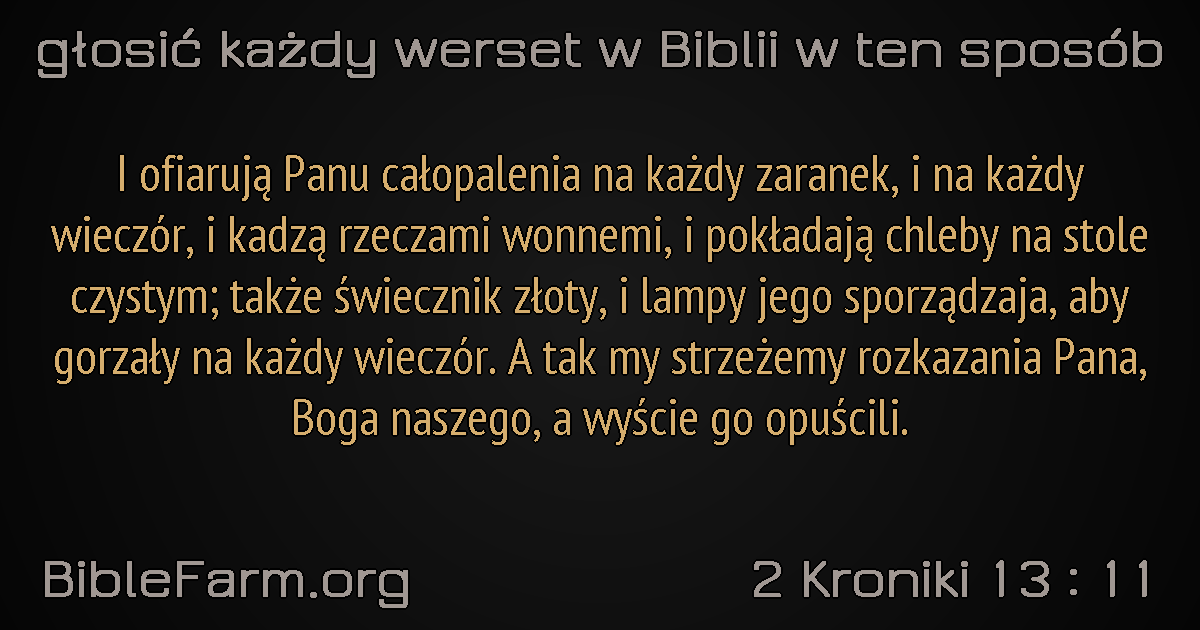 głosić każdy werset w Biblii w ten sposób
I ofiarują Panu całopalenia na każdy zaranek, i na każdy
wieczór, i kadzą rzeczami wonnemi, i pokładają chleby na stole
czystym; także świecznik złoty, i lampy jego sporządzaja, aby
gorzały na każdy wieczór. A tak my strzeżemy rozkazania Pana,
Boga naszego, a wyście go opuścili.
BibleFarm.org
2 Kroniki 13 : 11